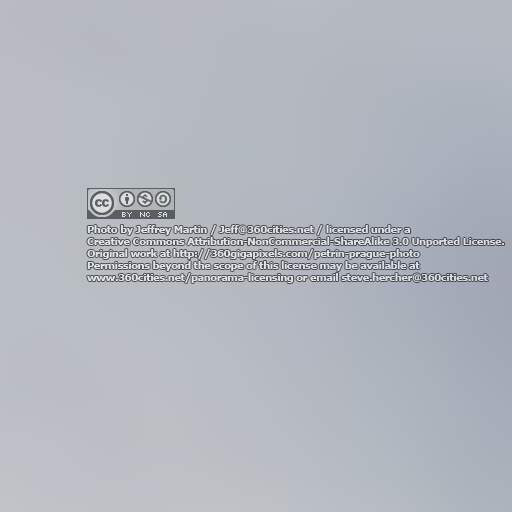 cc
BY NC SA
Photo by Jeffrey Martin / Jeff@360cities.net / licensed under a
Creative Commons Attribution-NonCommercial-ShareAlike 3.0 Unported License.
Original work at http://360gigapixels.com/petrin-prague-photo
Permissions beyond the scope of this license may be available at
www.360cities.net/panorama-licensing or email steve.hercher@360cities.net